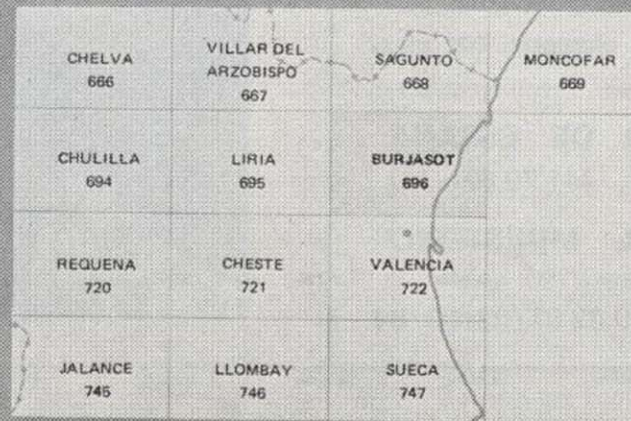 CHELVA
666
VILLAR DEL
ARZOBISPO
667
SAGUNTO
668
MONCOFAR
669
CHULILLA
694
LIRIA
695
BURJASOT
696
REQUENA
720
CHESTE
721
VALENCIA
722
JALANCE
745
LLOMBAY
746
SUECA
747